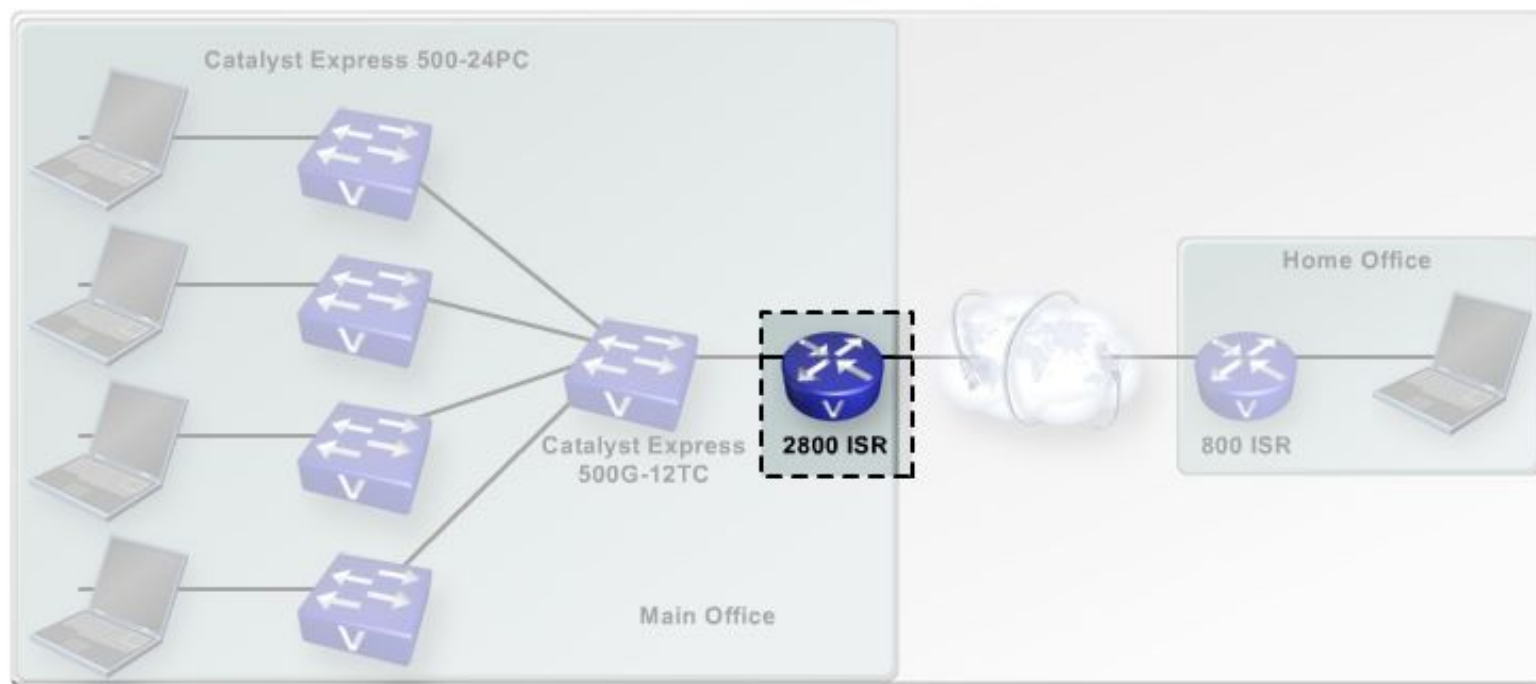 Catalyst Express 500-24PC
V
V
V
V
V
Catalyst Express
500G-12TC
V
2800 ISR
Main Office
Home Office
V
800 ISR